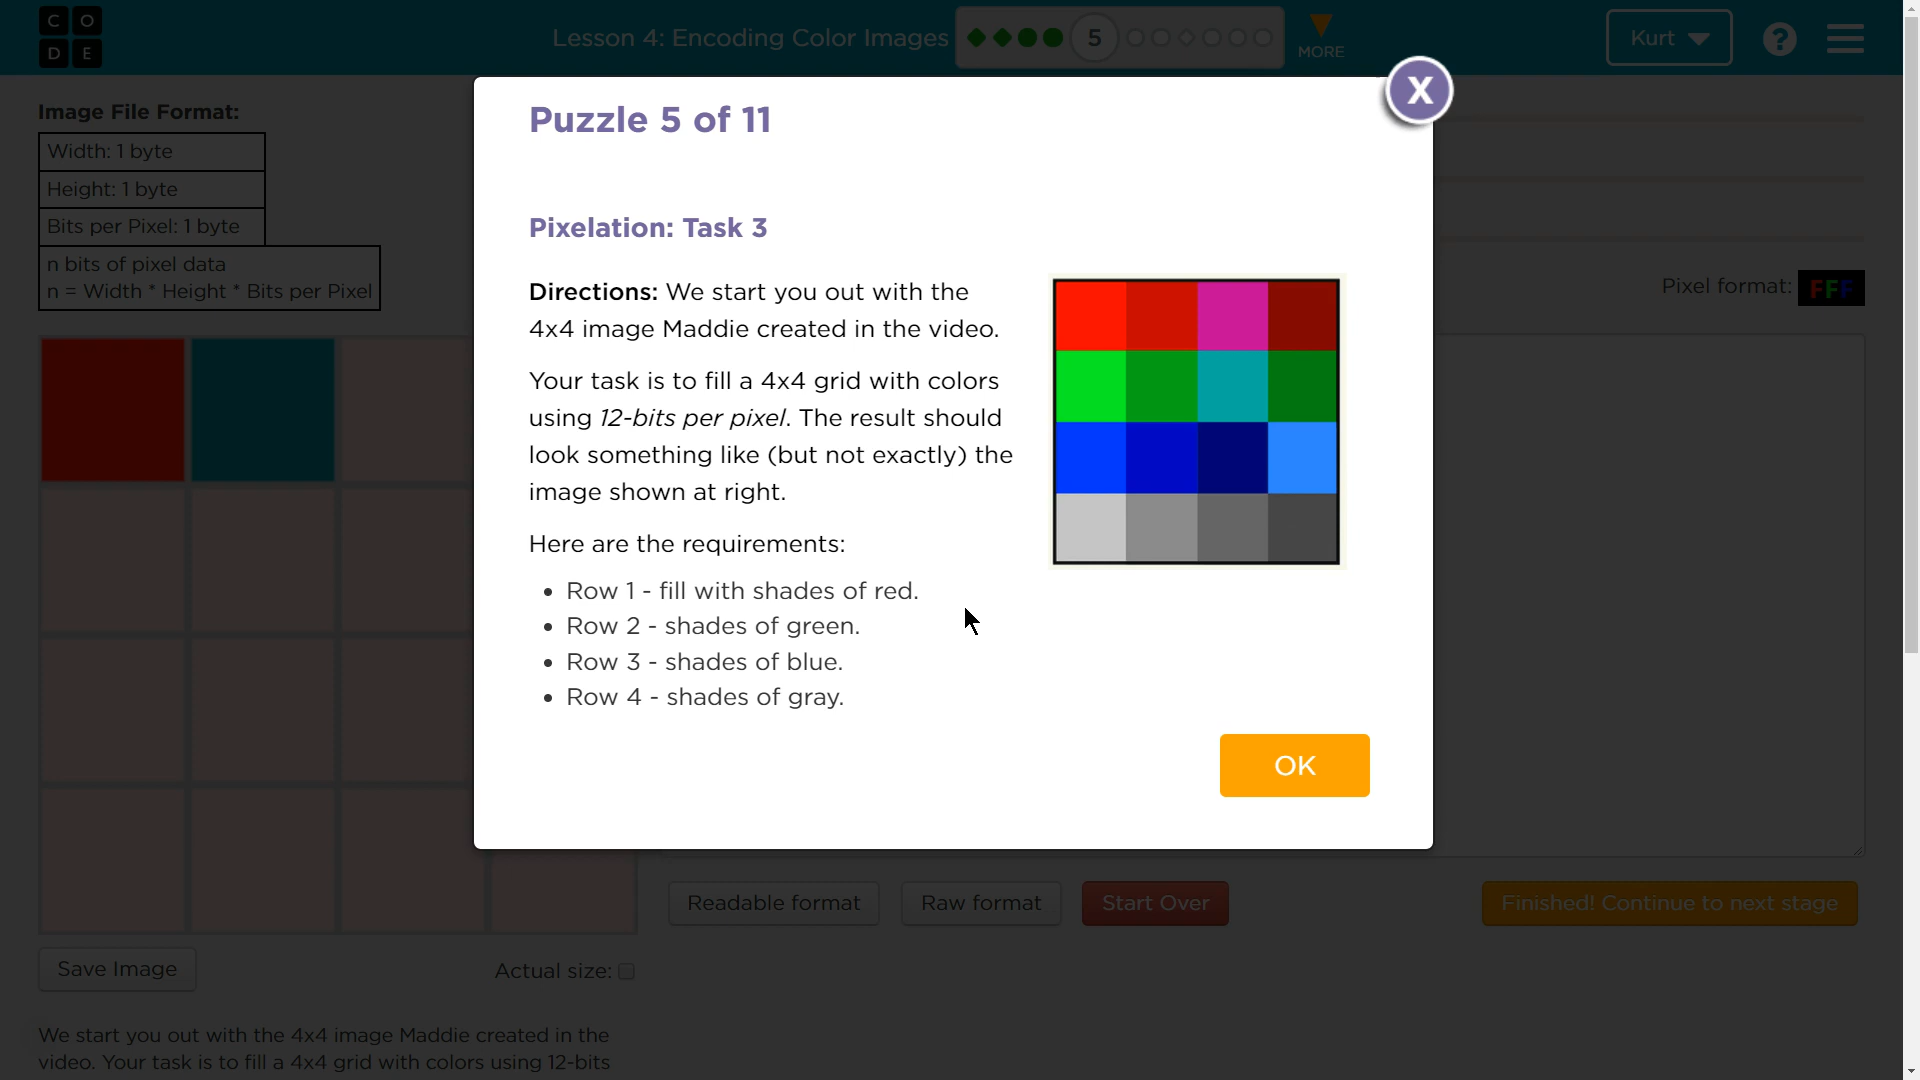 C O
D E
Lesson 4: Encoding Color Images
5
MORE
Kurt
?
X
Image File Format:
Width: 1 byte
Height: 1 byte
Bits per Pixel: 1 byte
n bits of pixel data
n = Width * Height * Bits per Pixel
Puzzle 5 of 11
Pixelation: Task 3
Directions: We start you out with the
4x4 image Maddie created in the video.
Your task is to fill a 4x4 grid with colors
using 12-bits per pixel. The result should
look something like (but not exactly) the
image shown at right.
Here are the requirements:
• Row 1 - fill with shades of red.
• Row 2 - shades of green.
• Row 3 - shades of blue.
• Row 4 - shades of gray.
OK
Pixel format: FFF
Readable format
Raw format
Start Over
Finished! Continue to next stage
Save Image
Actual size:
We start you out with the 4x4 image Maddie created in the
video. Your task is to fill a 4x4 grid with colors using 12-bits